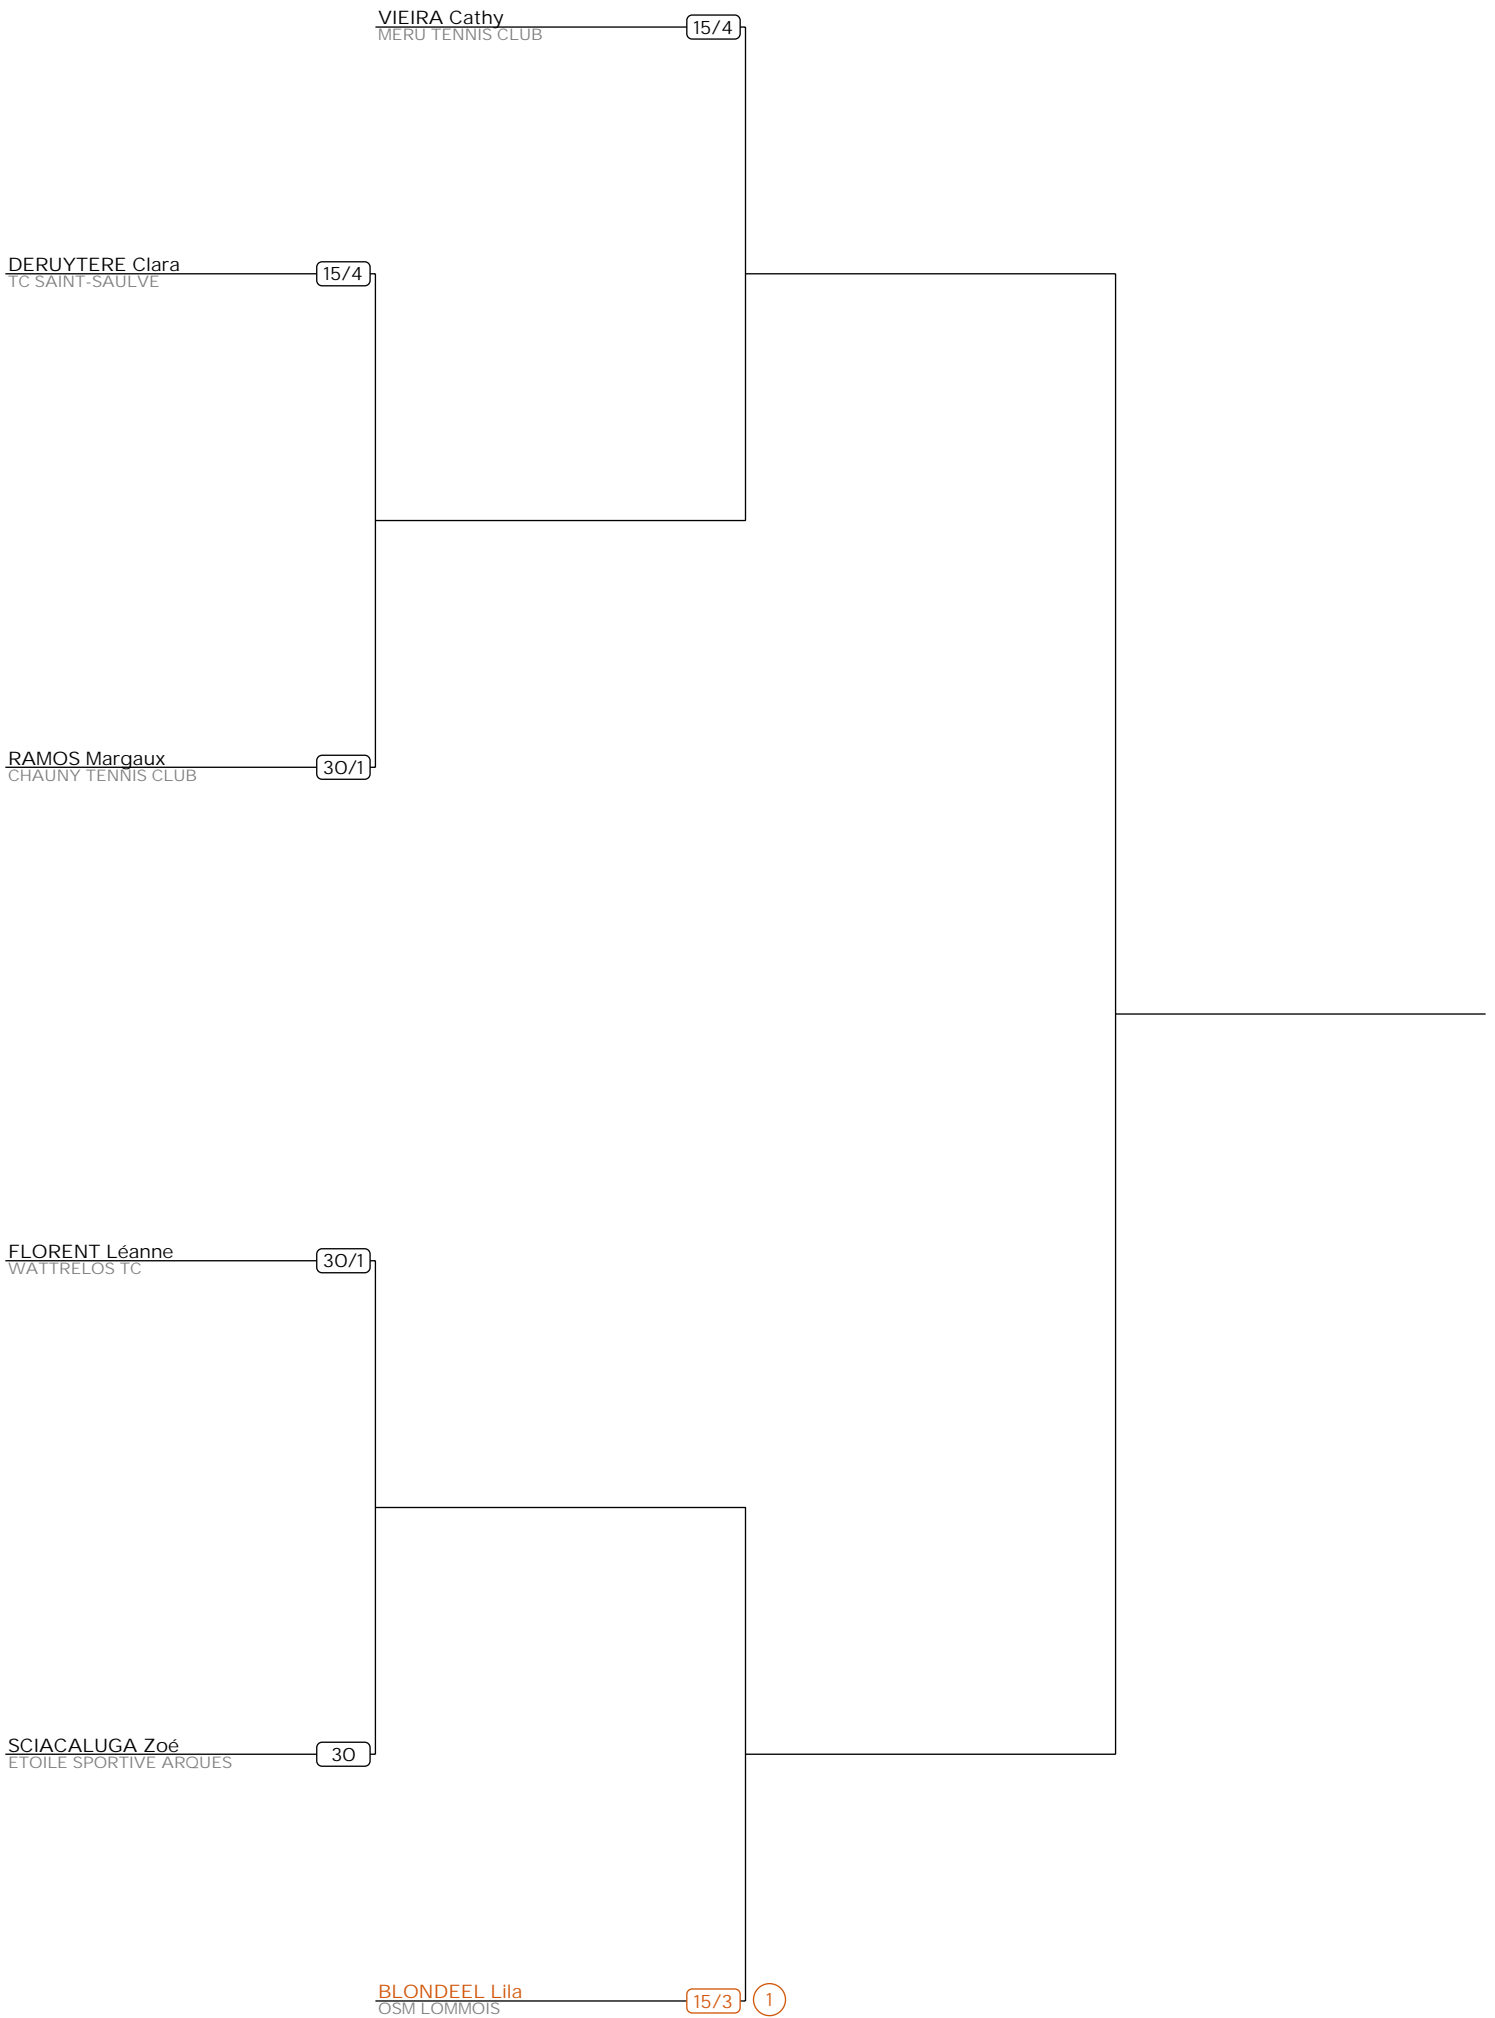 VIEIRA Cathy
15/4
MERU TENNIS CLUB
DERUYTERE Clara
15/4
TC SAINT-SAULVE
RAMOS Margaux
30/1
CHAUNY TENNIS CLUB
FLORENT Léanne
30/1
WATTRELOS TC
SCIACALUGA Zoé
30
ETOILE SPORTIVE ARQUES
BLONDEEL Lila
15/3
1
OSM LOMMOIS